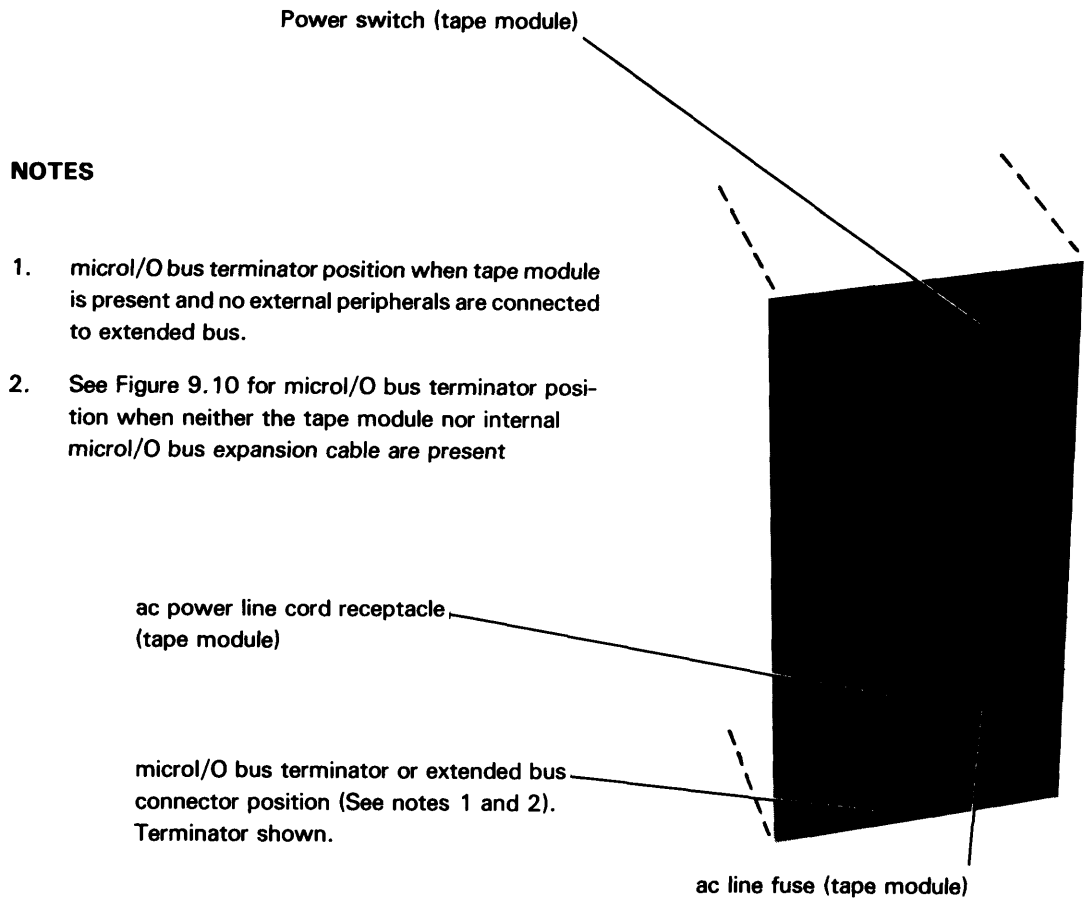 Power switch (tape module)
NOTES
1. microI/O bus terminator position when tape module
is present and no external peripherals are connected
to extended bus.
2. See Figure 9.10 for microI/O bus terminator posi-
tion when neither the tape module nor internal
microI/O bus expansion cable are present
ac power line cord receptacle
(tape module)
microI/O bus terminator or extended bus
connector position (See notes 1 and 2).
Terminator shown.
ac line fuse (tape module)